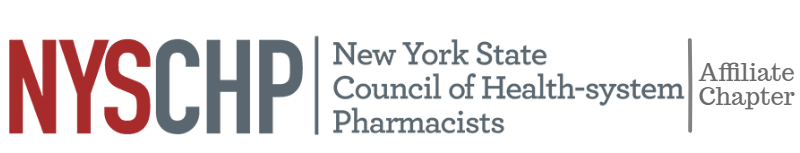 NYSCHP
New York State
Council of Health-system
Pharmacists
Affiliate
Chapter